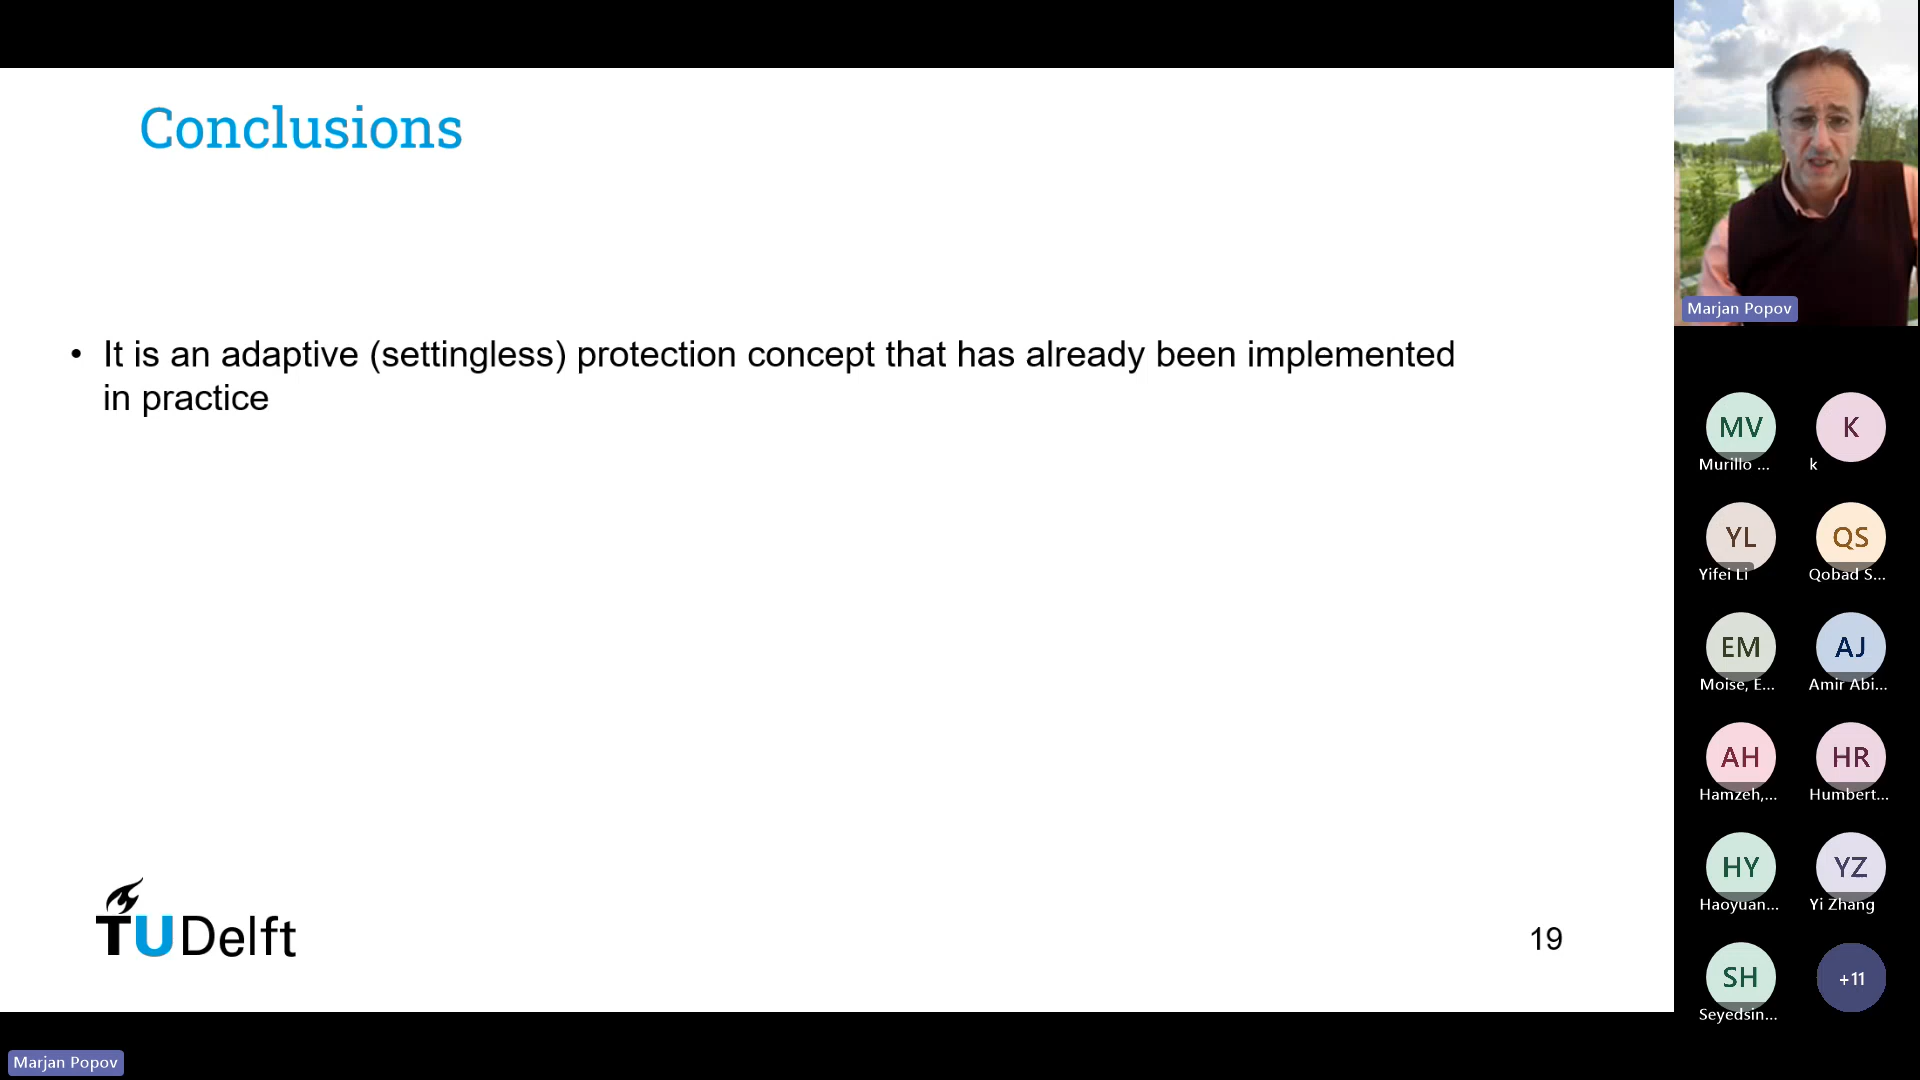 Conclusions
• It is an adaptive (settingless) protection concept that has already been implemented
in practice
TU Delft
19
Marjan Popov
Marjan Popov
MV
Murillo ...
K
k
YL
Yifei Li
QS
Qobad S...
EM
Moise, E...
AJ
Amir Abi...
AH
Hamzeh,...
HR
Humbert...
HY
Haoyuan...
YZ
Yi Zhang
SH
Seyedsin...
+11